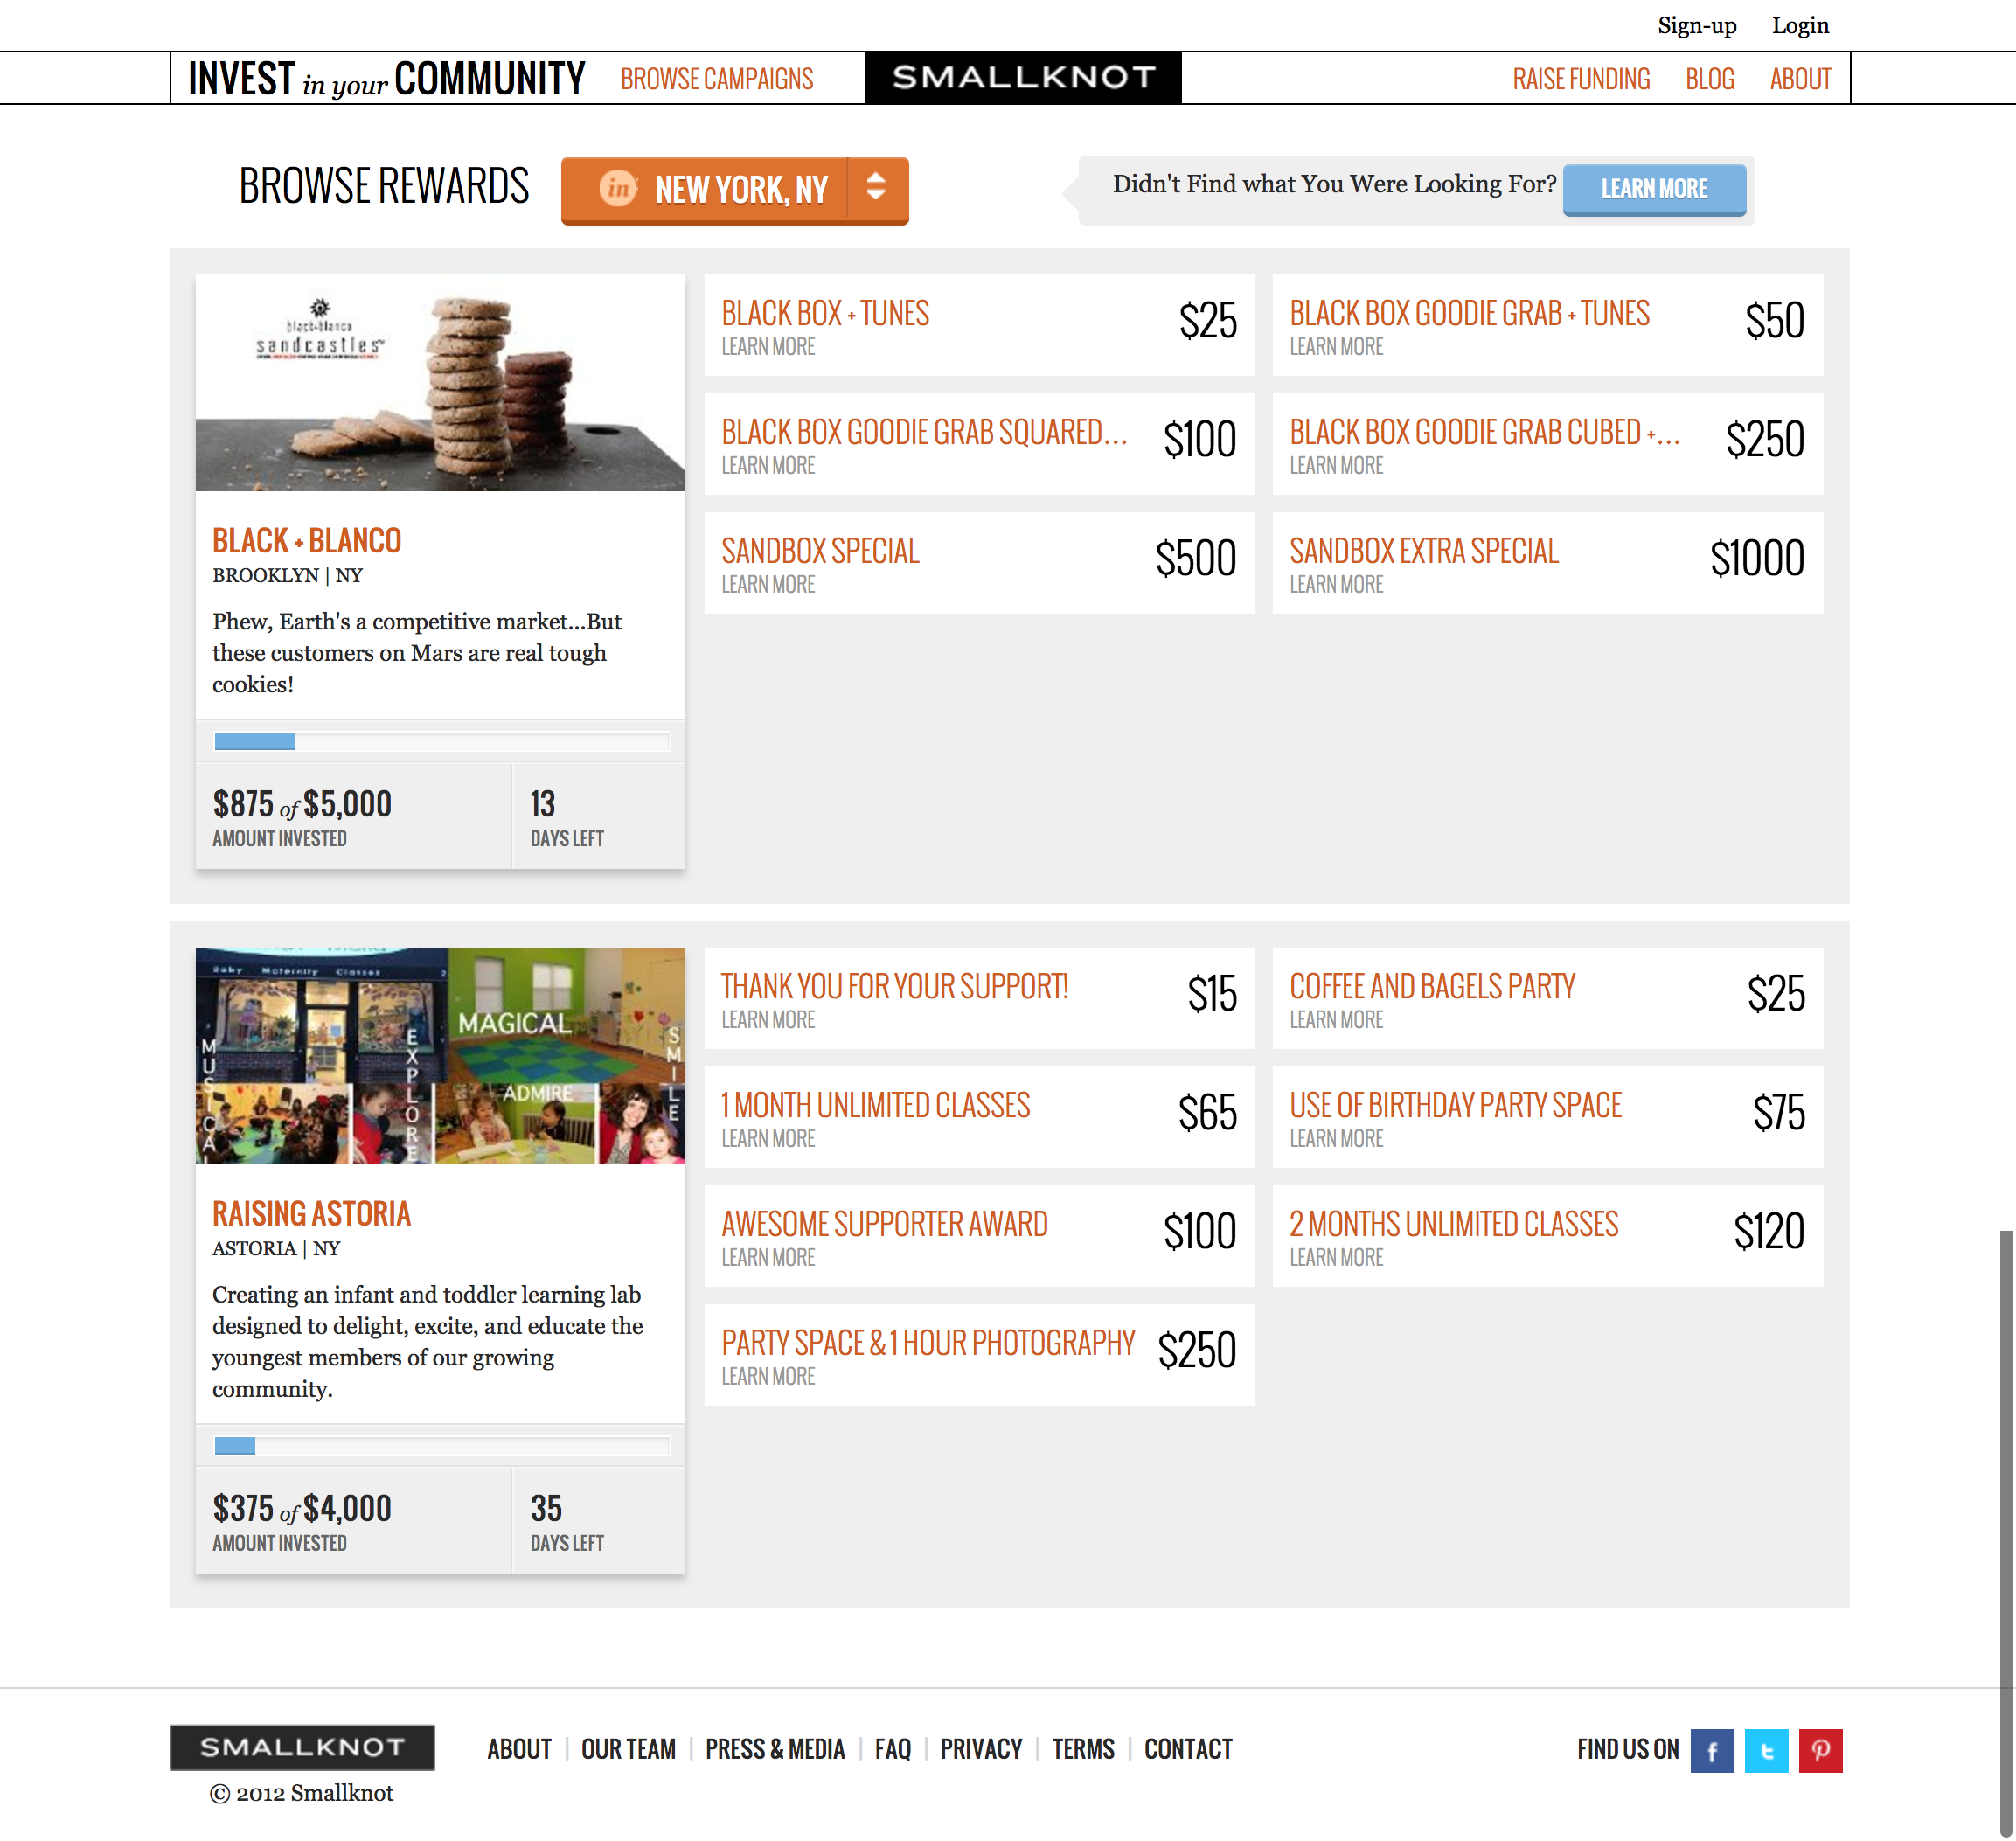 Sign-up Login
INVEST in your COMMUNITY BROWSE CAMPAIGNS SMALLKNOT RAISE FUNDING BLOG ABOUT
BROWSE REWARDS in NEW YORK, NY Didn't Find what You Were Looking For? LEARN MORE
black+blanco
sandcastles™
BLACK + BLANCO
BROOKLYN | NY
Phew, Earth's a competitive market...But
these customers on Mars are real tough
cookies!
$875 of $5,000
AMOUNT INVESTED
13
DAYS LEFT
BLACK BOX + TUNES $25
LEARN MORE
BLACK BOX GOODIE GRAB + TUNES $50
LEARN MORE
BLACK BOX GOODIE GRAB SQUARED... $100
LEARN MORE
BLACK BOX GOODIE GRAB CUBED +... $250
LEARN MORE
SANDBOX SPECIAL $500
LEARN MORE
SANDBOX EXTRA SPECIAL $1000
LEARN MORE
Baby Maternity Classes 2
MUSICAL
EXPLORE
MAGICAL
SMILE
ADMIRE
RAISING ASTORIA
ASTORIA | NY
Creating an infant and toddler learning lab
designed to delight, excite, and educate the
youngest members of our growing
community.
$375 of $4,000
AMOUNT INVESTED
35
DAYS LEFT
THANK YOU FOR YOUR SUPPORT! $15
LEARN MORE
COFFEE AND BAGELS PARTY $25
LEARN MORE
1 MONTH UNLIMITED CLASSES $65
LEARN MORE
USE OF BIRTHDAY PARTY SPACE $75
LEARN MORE
AWESOME SUPPORTER AWARD $100
LEARN MORE
2 MONTHS UNLIMITED CLASSES $120
LEARN MORE
PARTY SPACE & 1 HOUR PHOTOGRAPHY $250
LEARN MORE
SMALLKNOT ABOUT | OUR TEAM | PRESS & MEDIA | FAQ | PRIVACY | TERMS | CONTACT FIND US ON f t p
© 2012 Smallknot